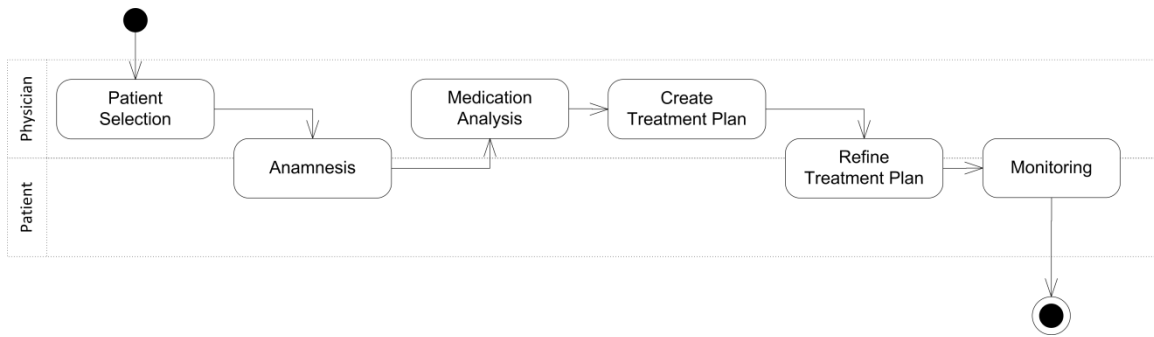 Physician
Patient
Selection
Anamnesis
Medication
Analysis
Create
Treatment Plan
Refine
Treatment Plan
Monitoring
Patient